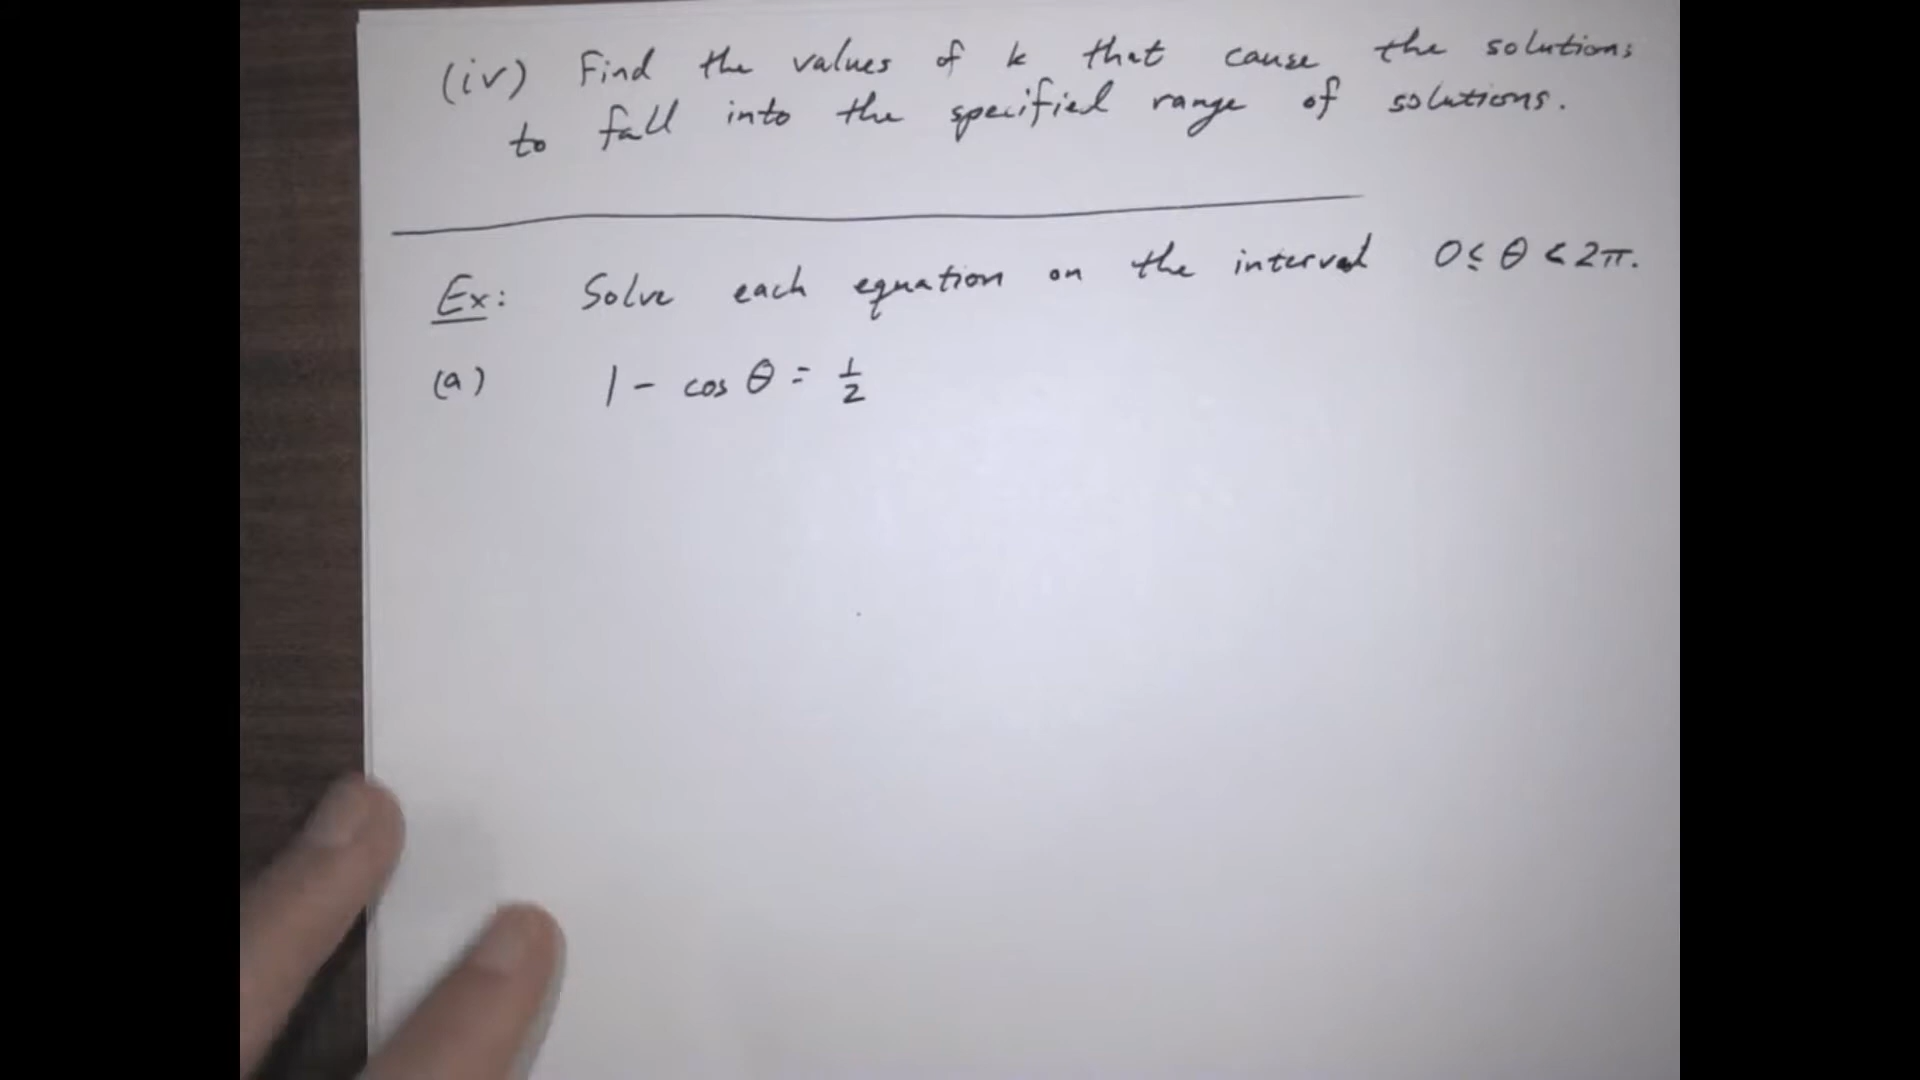 (iv) Find the values of k that cause the solutions
to fall into the specified range of solutions.
Ex: Solve each equation on the interval 0 ≤ θ < 2π.
(a) 1 - cos θ = 1/2